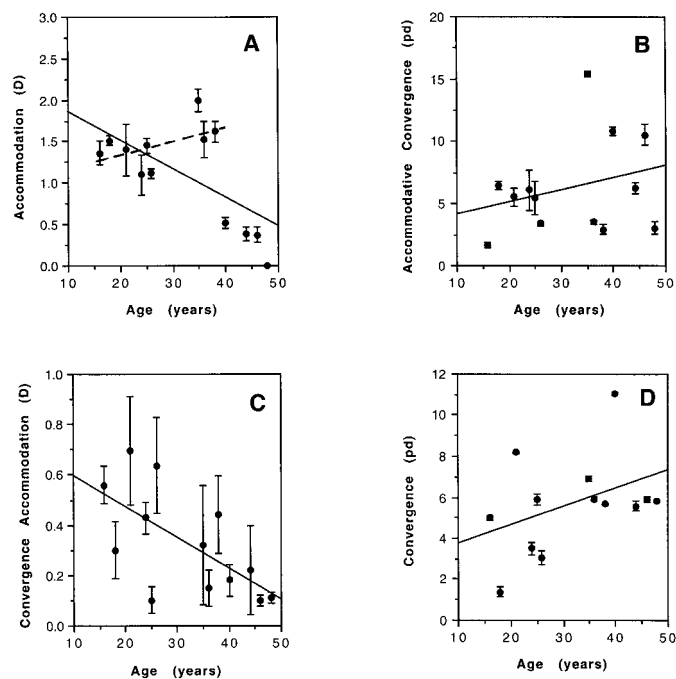 A
Accommodation (D)
3.0
2.5
2.0
1.5
1.0
0.5
0.0
10 20 30 40 50
Age (years)
B
Accommodative Convergence (pd)
20
15
10
5
0
10 20 30 40 50
Age (years)
C
Convergence Accommodation (D)
1.0
0.8
0.6
0.4
0.2
0.0
10 20 30 40 50
Age (years)
D
Convergence (pd)
12
10
8
6
4
2
0
10 20 30 40 50
Age (years)